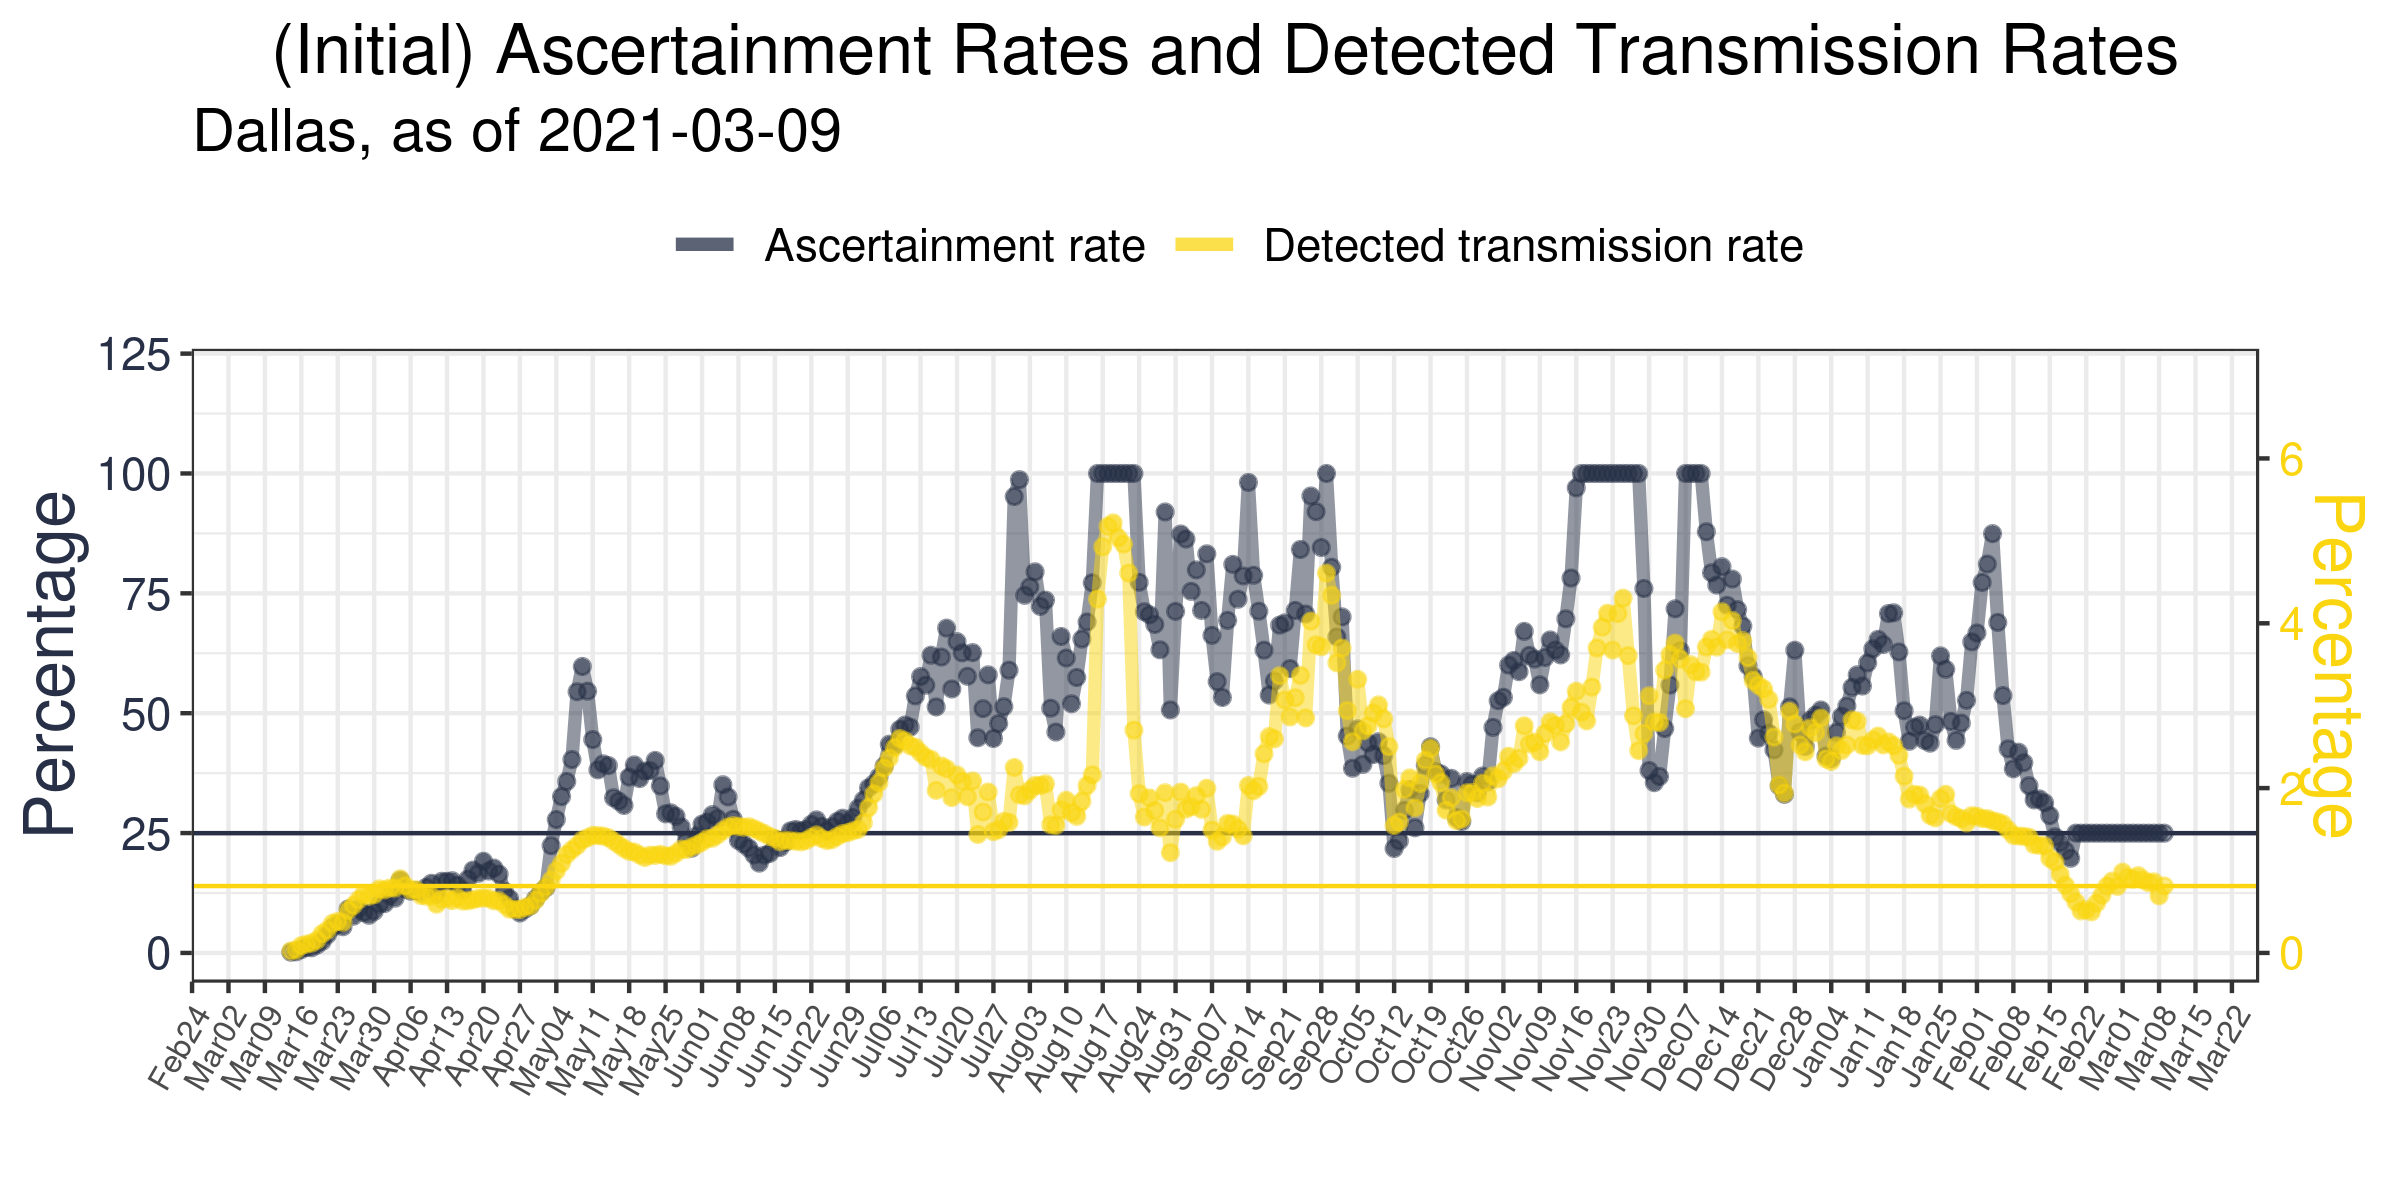 (Initial) Ascertainment Rates and Detected Transmission Rates
Dallas, as of 2021-03-09
Ascertainment rate Detected transmission rate
Percentage
125
100
75
50
25
0
6
4
2
0
Percentage
Feb24 Mar02 Mar09 Mar16 Mar23 Mar30 Apr06 Apr13 Apr20 Apr27 May04 May11 May18 May25 Jun01 Jun08 Jun15 Jun22 Jun29 Jul06 Jul13 Jul20 Jul27 Aug03 Aug10 Aug17 Aug24 Aug31 Sep07 Sep14 Sep21 Sep28 Oct05 Oct12 Oct19 Oct26 Nov02 Nov09 Nov16 Nov23 Nov30 Dec07 Dec14 Dec21 Dec28 Jan04 Jan11 Jan18 Jan25 Feb01 Feb08 Feb15 Feb22 Mar01 Mar08 Mar15 Mar22